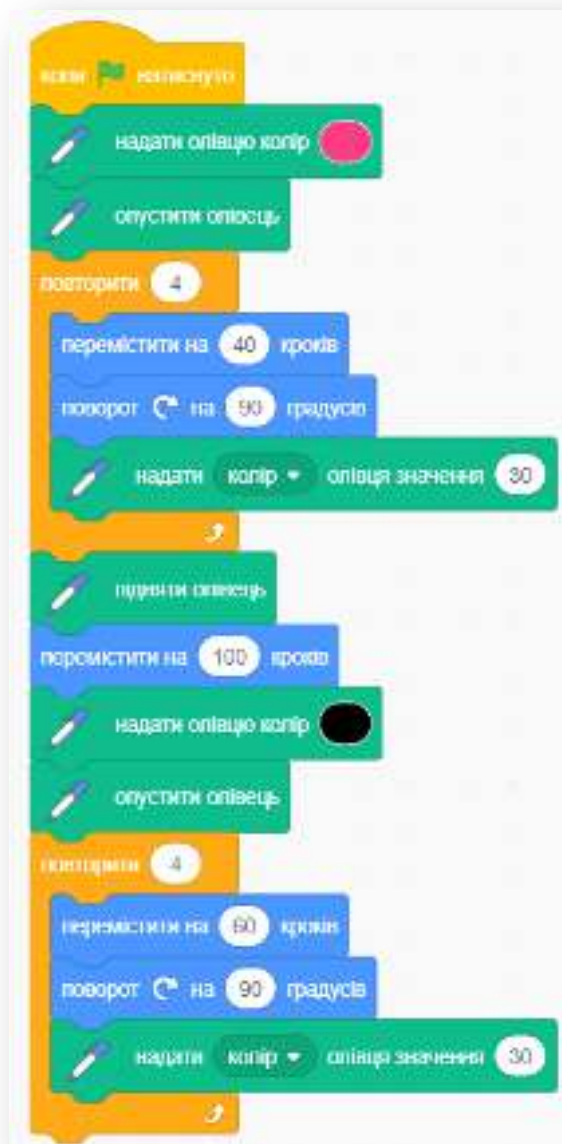 коли натиснуто
надати олівцю колір
опустити олівець
повторити 4
перемістити на 40 кроків
поворот на 90 градусів
надати колір олівця значення 30
підняти олівець
перемістити на 100 кроків
надати олівцю колір
опустити олівець
повторити 4
перемістити на 60 кроків
поворот на 90 градусів
надати колір олівця значення 30